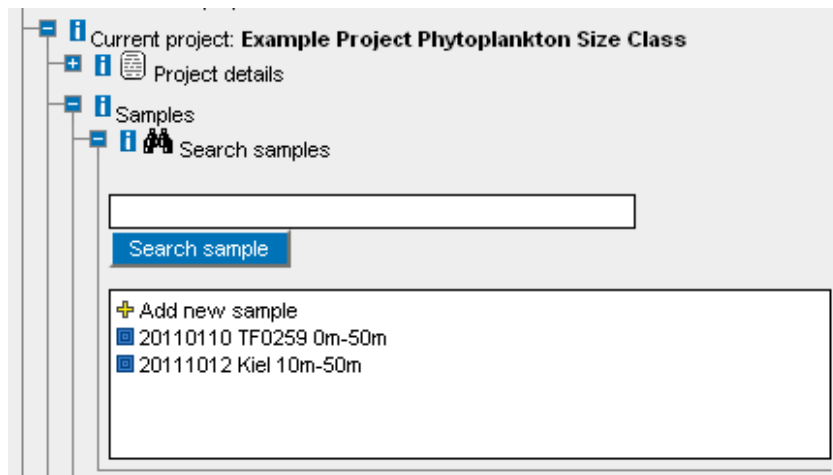 Current project: Example Project Phytoplankton Size Class
Project details
Samples
Search samples
Search sample
Add new sample
20110110 TF0259 0m-50m
20111012 Kiel 10m-50m